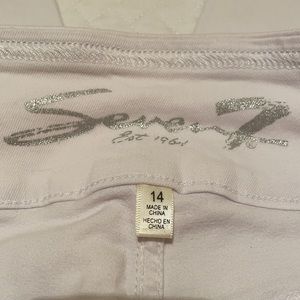 Seven7
Est 1961
14
MADE IN
CHINA
HECHO EN
CHINA